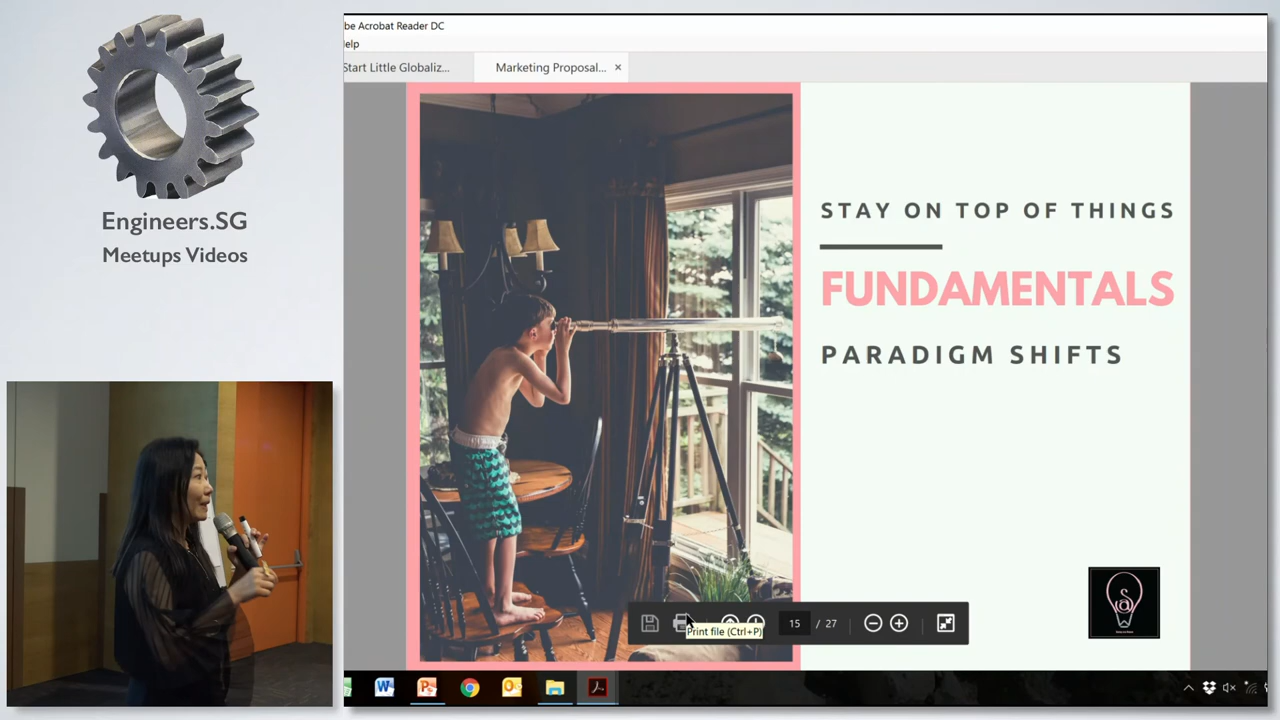 Engineers.SG
Meetups Videos
be Acrobat Reader DC
elp
Start Little Globaliz...
Marketing Proposal... ×
STAY ON TOP OF THINGS
FUNDAMENTALS
PARADIGM SHIFTS
15 / 27
Print file (Ctrl+P)